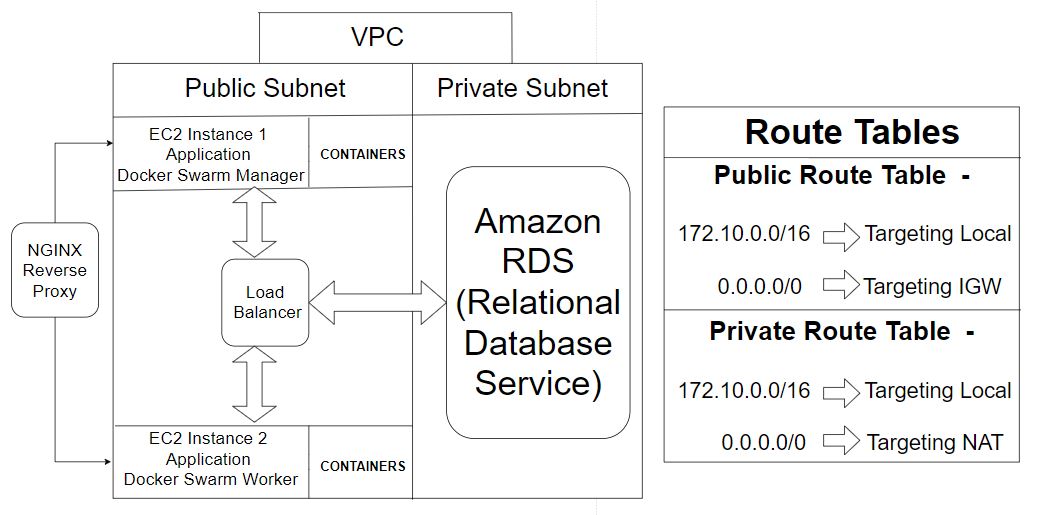 VPC
Public Subnet
Private Subnet
EC2 Instance 1
Application
Docker Swarm Manager
CONTAINERS
NGINX
Reverse
Proxy
Load
Balancer
Amazon
RDS
(Relational
Database
Service)
EC2 Instance 2
Application
Docker Swarm Worker
CONTAINERS
Route Tables
Public Route Table -
172.10.0.0/16 Targeting Local
0.0.0.0/0 Targeting IGW
Private Route Table -
172.10.0.0/16 Targeting Local
0.0.0.0/0 Targeting NAT